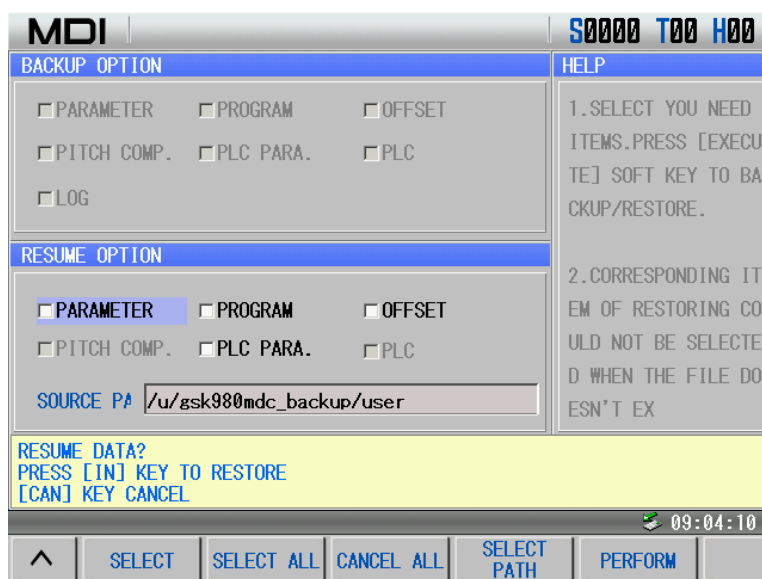 MDI
S0000 T00 H00
BACKUP OPTION
PARAMETER PROGRAM OFFSET
PITCH COMP. PLC PARA. PLC
LOG
RESUME OPTION
PARAMETER PROGRAM OFFSET
PITCH COMP. PLC PARA. PLC
SOURCE PA /u/gsk980mdc_backup/user
HELP
1.SELECT YOU NEED
ITEMS.PRESS [EXECU
TE] SOFT KEY TO BA
CKUP/RESTORE.
2.CORRESPONDING IT
EM OF RESTORING CO
ULD NOT BE SELECTE
D WHEN THE FILE DO
ESN'T EX
RESUME DATA?
PRESS [IN] KEY TO RESTORE
[CAN] KEY CANCEL
09:04:10
SELECT SELECT ALL CANCEL ALL SELECT PATH PERFORM